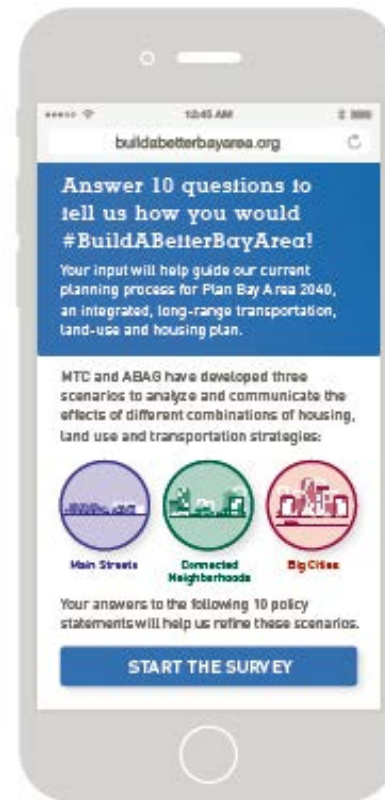 12:45 AM
buildabetterbayarea.org
Answer 10 questions to
tell us how you would
#BuildABetterBayArea!
Your input will help guide our current
planning process for Plan Bay Area 2040,
an integrated, long-range transportation,
land-use and housing plan.
MTC and ABAG have developed three
scenarios to analyze and communicate the
effects of different combinations of housing,
land use and transportation strategies:
Main Streets
Connected
Neighborhoods
Big Cities
Your answers to the following 10 policy
statements will help us refine these scenarios.
START THE SURVEY